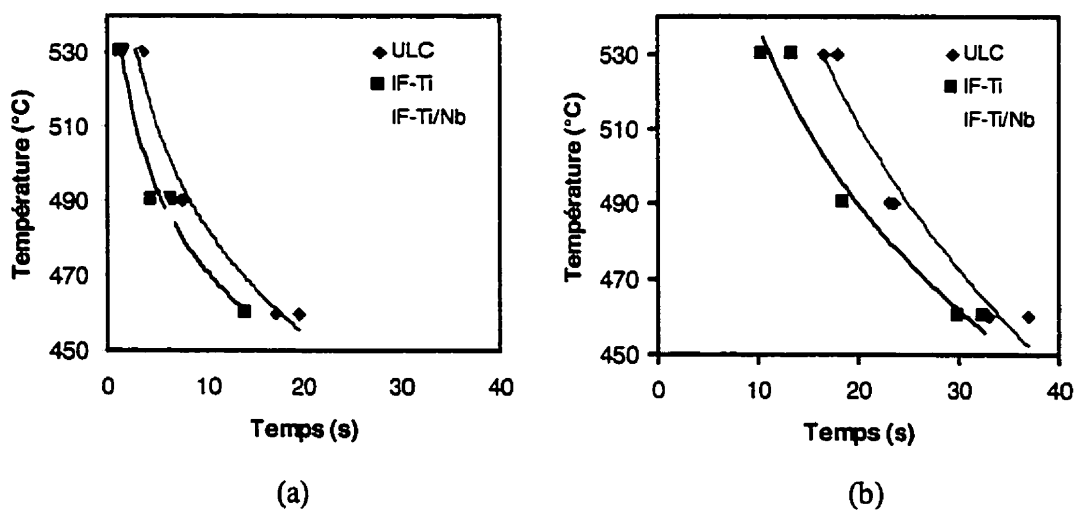 530
510
490
470
450
Température (°C)
0
10
20
30
40
Temps (s)
ULC
IF-Ti
IF-Ti/Nb
(a)
530
510
490
470
450
Température (°C)
0
10
20
30
40
Temps (s)
ULC
IF-Ti
IF-Ti/Nb
(b)